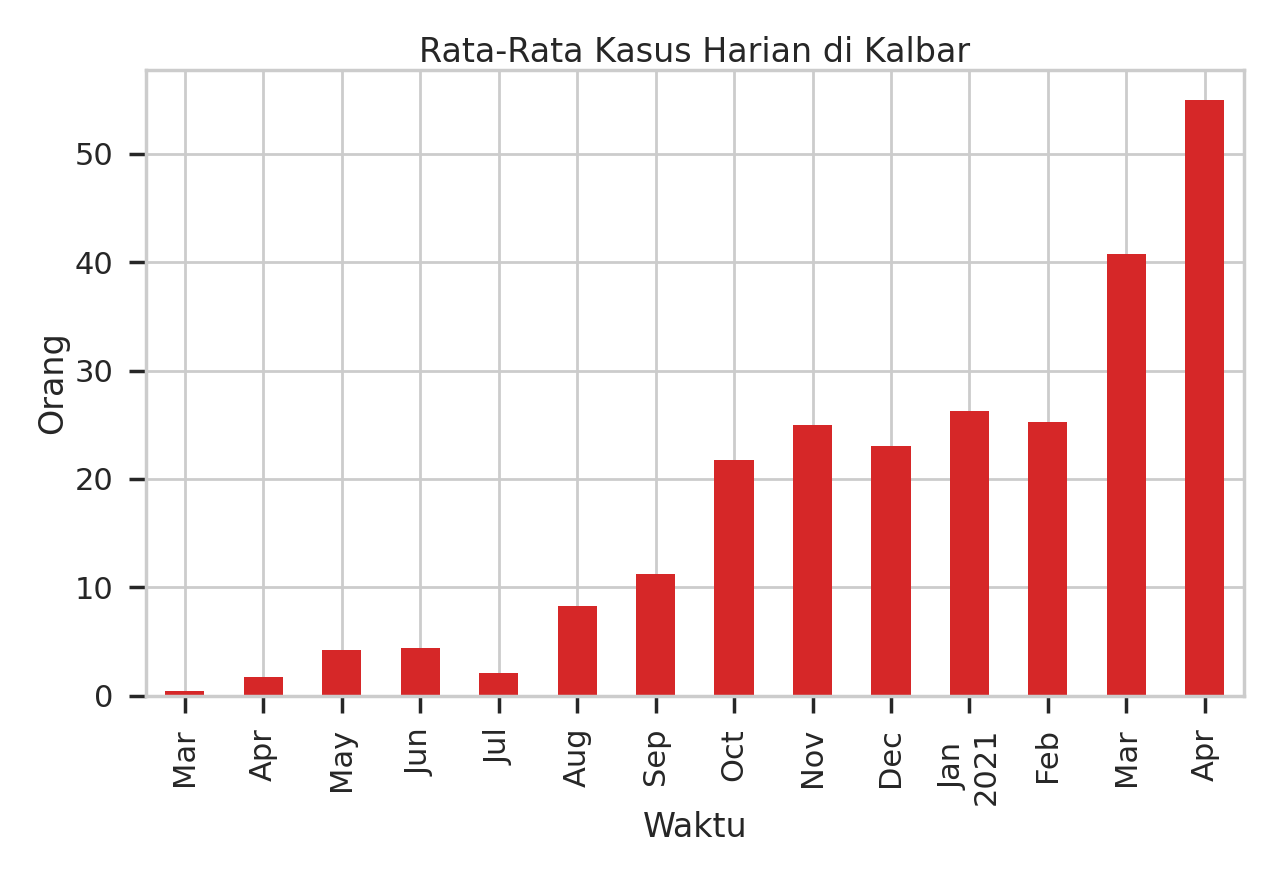 Rata-Rata Kasus Harian di Kalbar
Orang
50
40
30
20
10
0
Mar
Apr
May
Jun
Jul
Aug
Sep
Oct
Nov
Dec
Jan
2021
Feb
Mar
Apr
Waktu